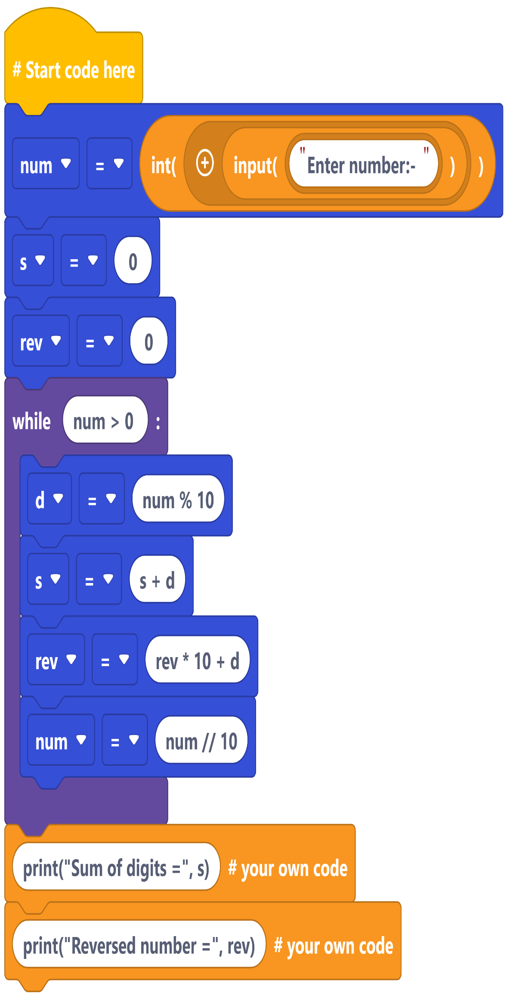 # Start code here
num = int( input( "Enter number:- " ) )
s = 0
rev = 0
while num > 0 :
d = num % 10
s = s + d
rev = rev * 10 + d
num = num // 10
print("Sum of digits =", s) # your own code
print("Reversed number =", rev) # your own code